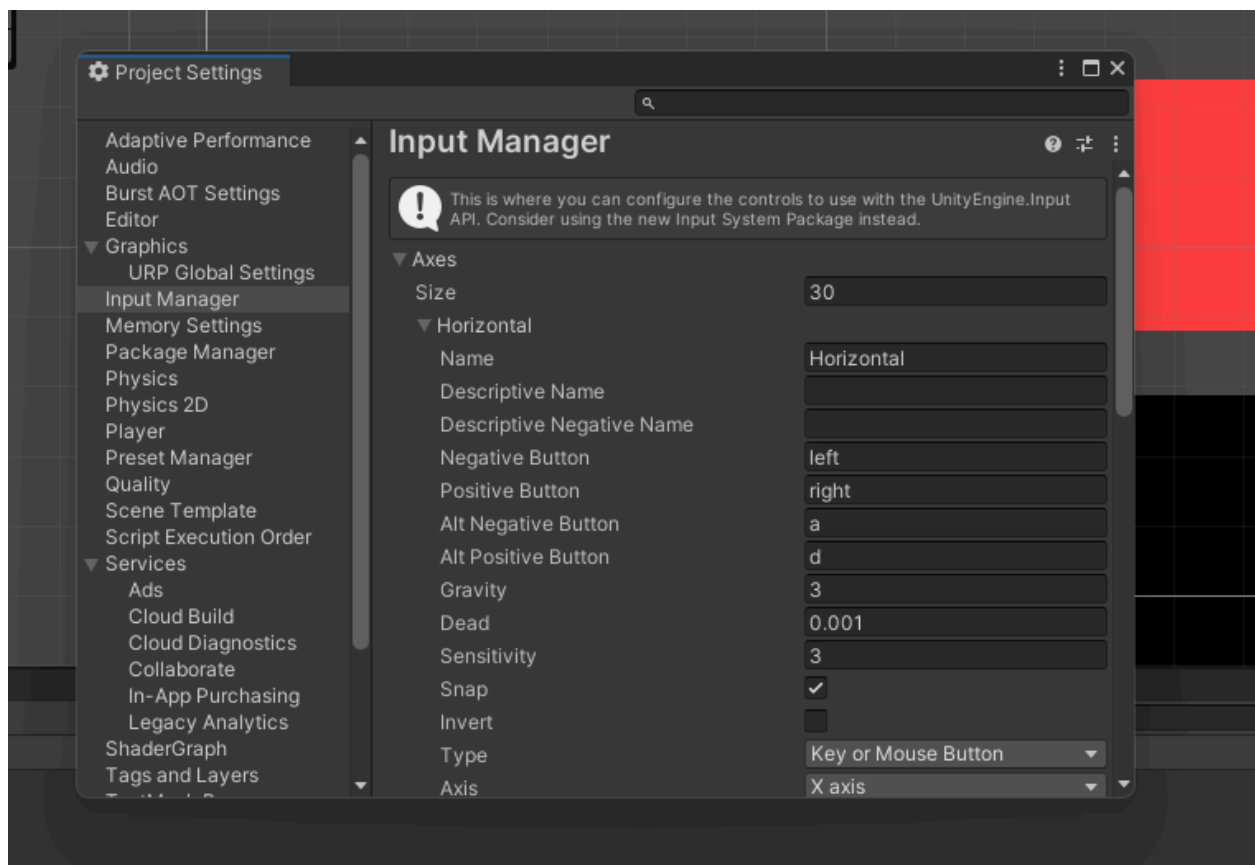 Project Settings
Adaptive Performance
Audio
Burst AOT Settings
Editor
Graphics
URP Global Settings
Input Manager
Memory Settings
Package Manager
Physics
Physics 2D
Player
Preset Manager
Quality
Scene Template
Script Execution Order
Services
Ads
Cloud Build
Cloud Diagnostics
Collaborate
In-App Purchasing
Legacy Analytics
ShaderGraph
Tags and Layers
Input Manager
This is where you can configure the controls to use with the UnityEngine.Input
API. Consider using the new Input System Package instead.
Axes
Size 30
Horizontal
Name Horizontal
Descriptive Name
Descriptive Negative Name
Negative Button left
Positive Button right
Alt Negative Button a
Alt Positive Button d
Gravity 3
Dead 0.001
Sensitivity 3
Snap
Invert
Type Key or Mouse Button
Axis X axis